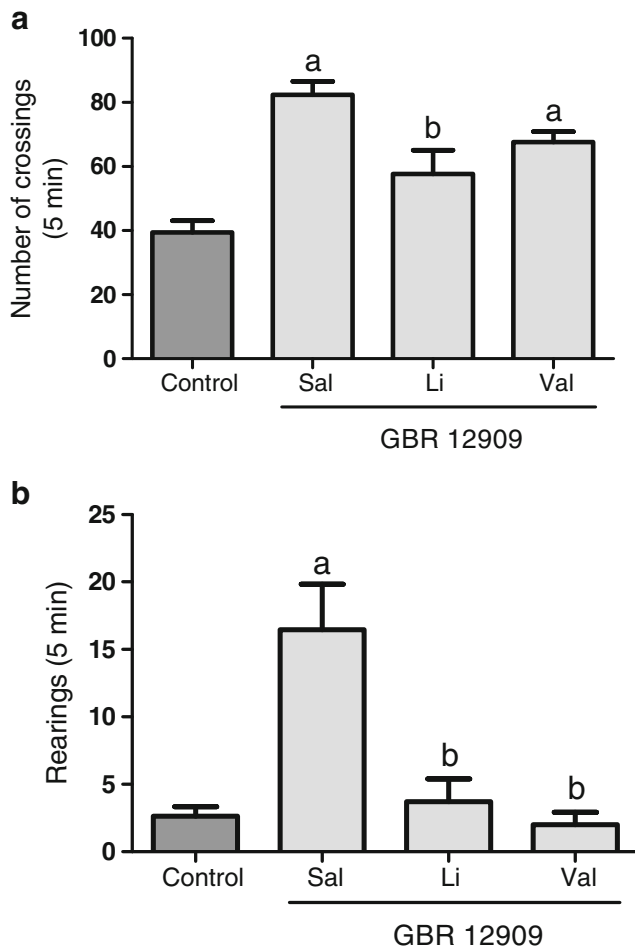 a
Number of crossings
(5 min)
100
80
60
40
20
0
a
b
a
Control Sal Li Val
GBR 12909
b
Rearings (5 min)
25
20
15
10
5
0
a
b
b
Control Sal Li Val
GBR 12909